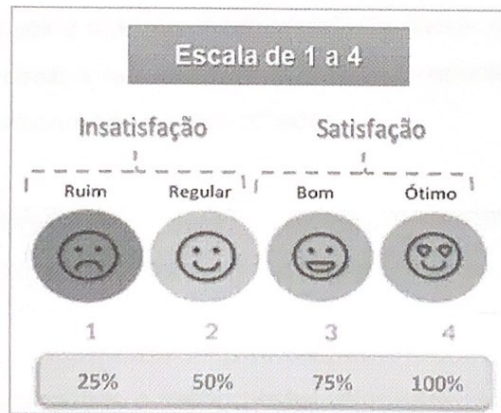 Escala de 1 a 4
Insatisfação Satisfação
Ruim Regular Bom Ótimo
1 2 3 4
25% 50% 75% 100%